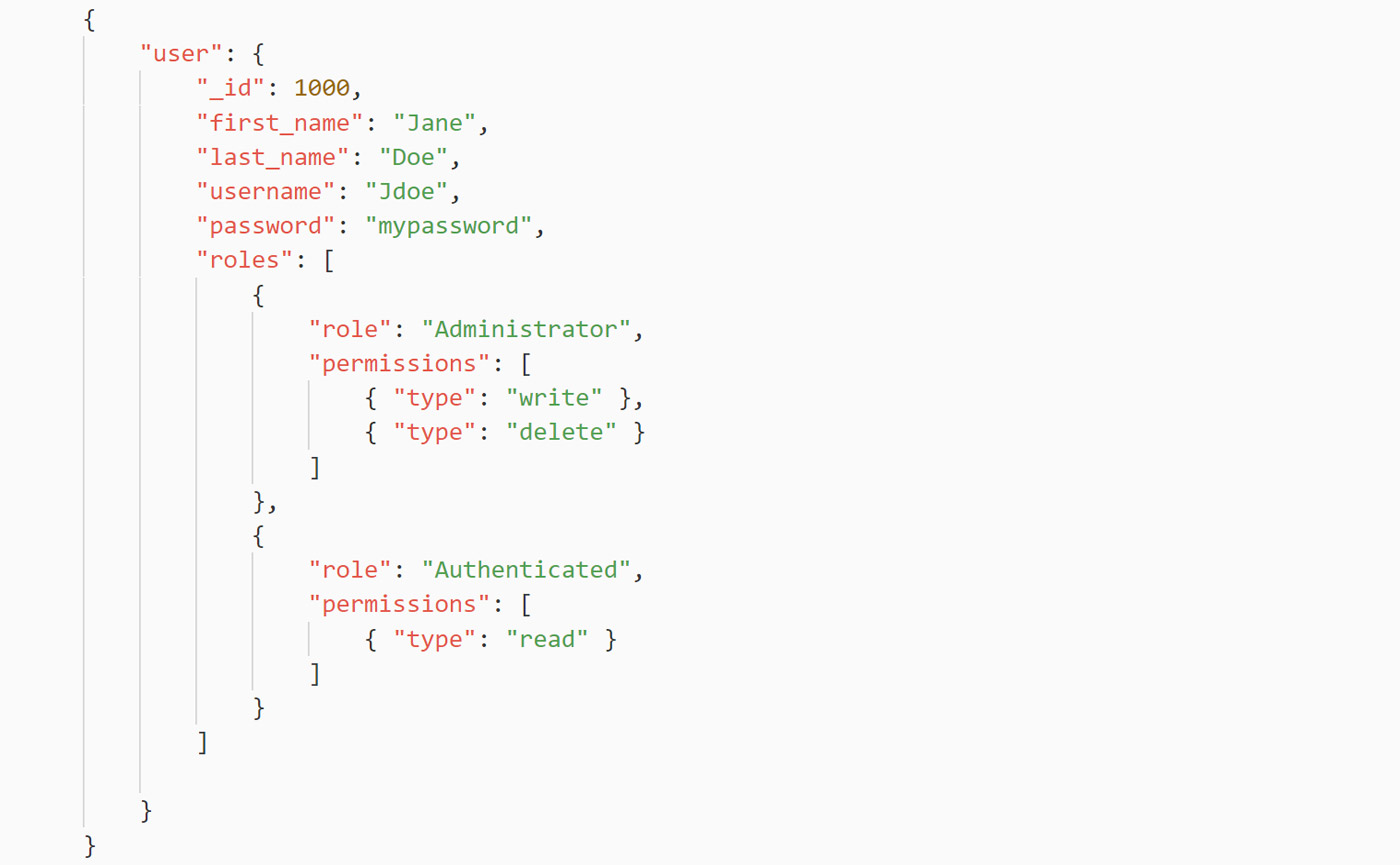 {
    "user": {
        "_id": 1000,
        "first_name": "Jane",
        "last_name": "Doe",
        "username": "Jdoe",
        "password": "mypassword",
        "roles": [
            {
                "role": "Administrator",
                "permissions": [
                    { "type": "write" },
                    { "type": "delete" }
                ]
            },
            {
                "role": "Authenticated",
                "permissions": [
                    { "type": "read" }
                ]
            }
        ]

    }
}